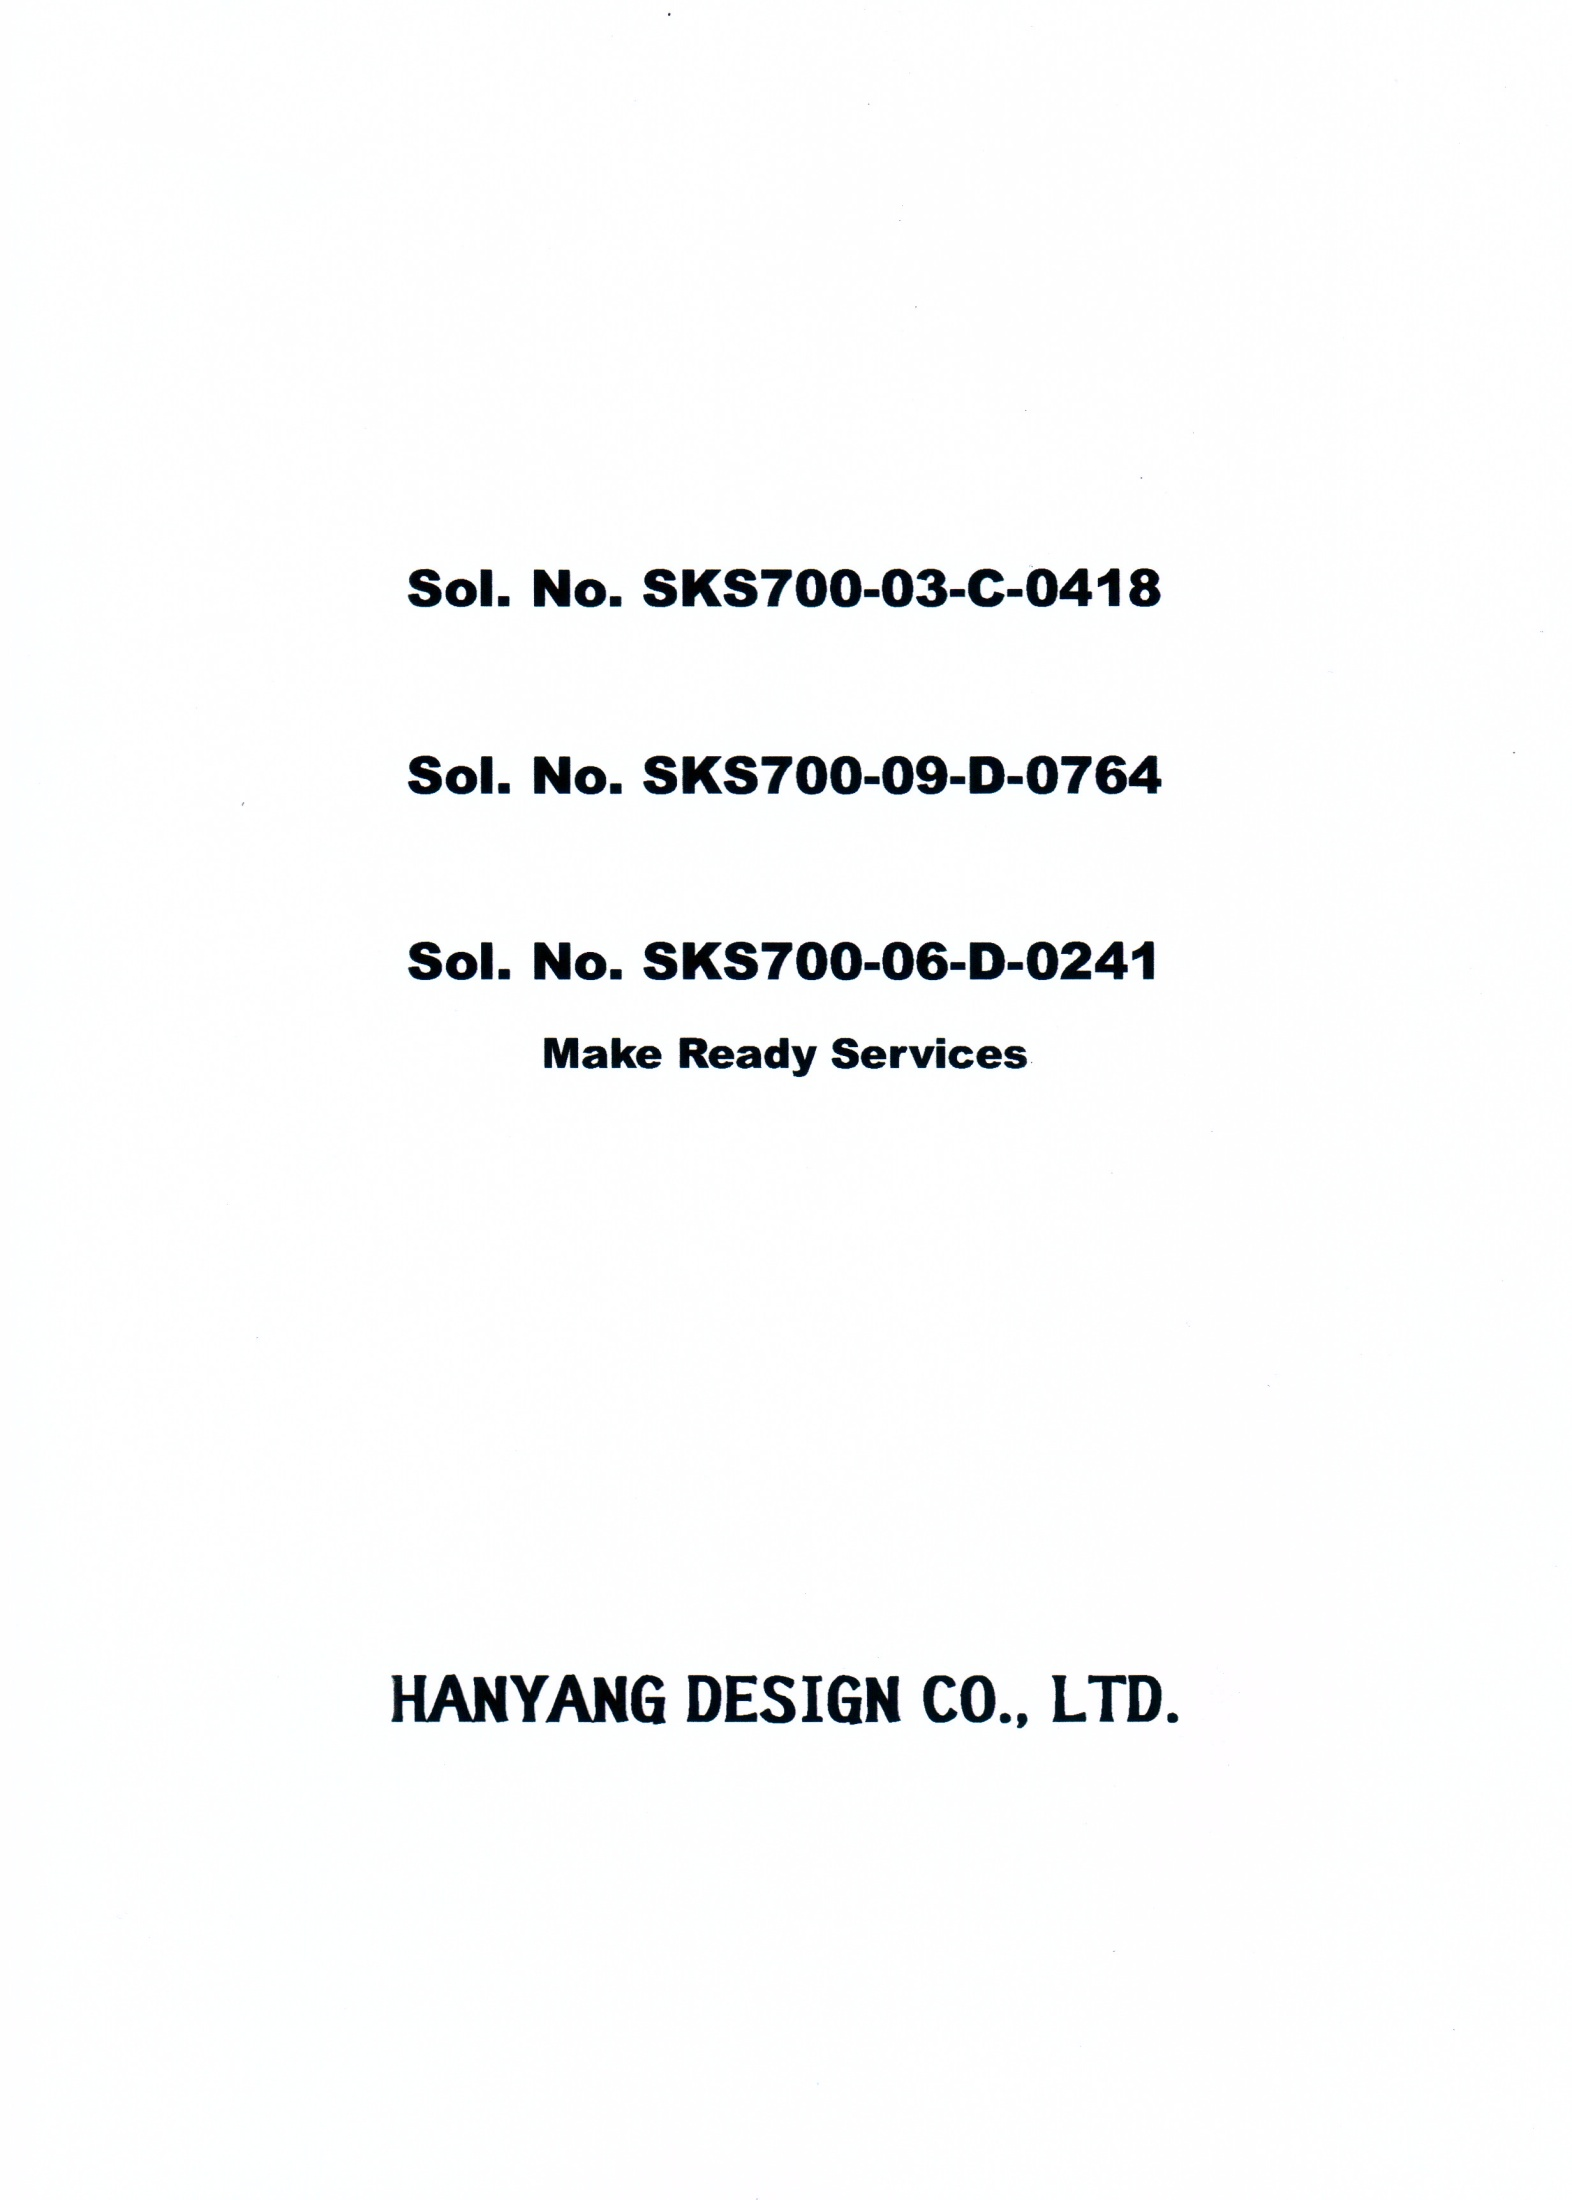 Sol. No. SKS700-03-C-0418
Sol. No. SKS700-09-D-0764
Sol. No. SKS700-06-D-0241
Make Ready Services
HANYANG DESIGN CO., LTD.